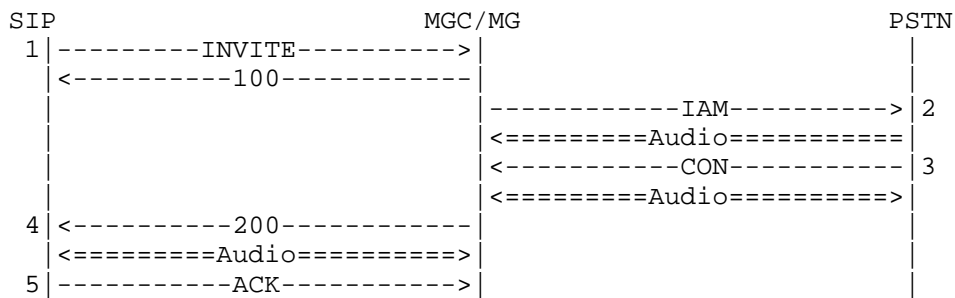 SIP                       MGC/MG                       PSTN
 1|---------INVITE---------->|                          |
  |<----------100------------|                          |
  |                          |------------IAM---------->|2
  |                          |<=========Audio===========|
  |                          |<-----------CON-----------|3
  |                          |<=========Audio==========>|
 4|<----------200------------|                          |
  |<=========Audio==========>|                          |
 5|-----------ACK----------->|                          |